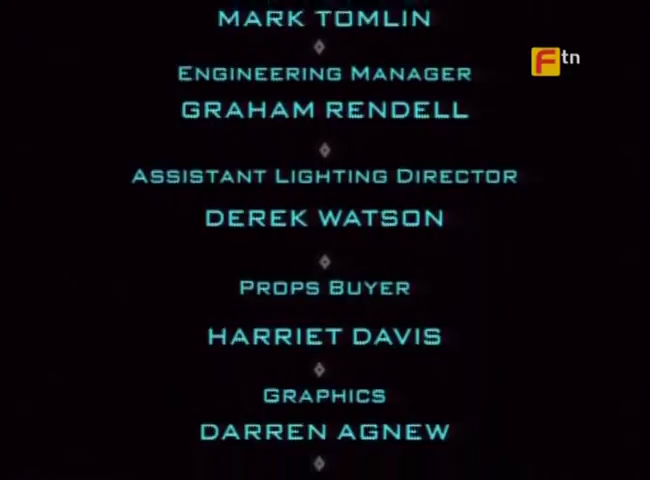 MARK TOMLIN
Ftn
ENGINEERING MANAGER
GRAHAM RENDELL
ASSISTANT LIGHTING DIRECTOR
DEREK WATSON
PROPS BUYER
HARRIET DAVIS
GRAPHICS
DARREN AGNEW